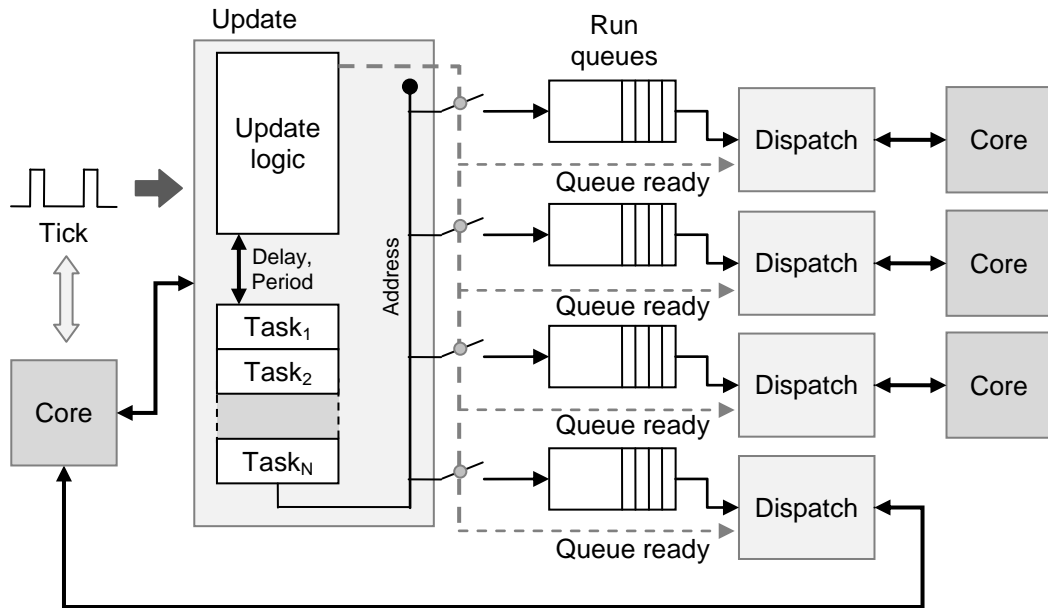 Update
Run
queues
Update
logic
Dispatch
Core
Queue ready
Tick
Delay,
Period
Address
Dispatch
Core
Queue ready
Task1
Task2
Core
Dispatch
Core
Queue ready
TaskN
Dispatch
Queue ready